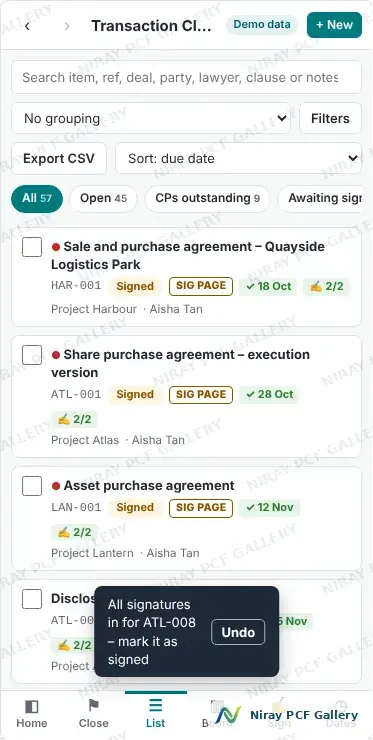 Transaction Cl...
Demo data
+ New
Search item, ref, deal, party, lawyer, clause or notes
No grouping
Filters
Export CSV
Sort: due date
All 57
Open 45
CPs outstanding 9
Awaiting sign
Sale and purchase agreement – Quayside
Logistics Park
HAR-001 Signed SIG PAGE ✓ 18 Oct ✍ 2/2
Project Harbour · Aisha Tan
Share purchase agreement – execution
version
ATL-001 Signed SIG PAGE ✓ 28 Oct
✍ 2/2
Project Atlas · Aisha Tan
Asset purchase agreement
LAN-001 Signed SIG PAGE ✓ 12 Nov
✍ 2/2
Project Lantern · Aisha Tan
All signatures
in for ATL-008
– mark it as
signed
Undo
✍ 2/2
Project
Home
Close
List
Sign
Dates
Niray PCF Gallery
NIRAY PCF GALLERY